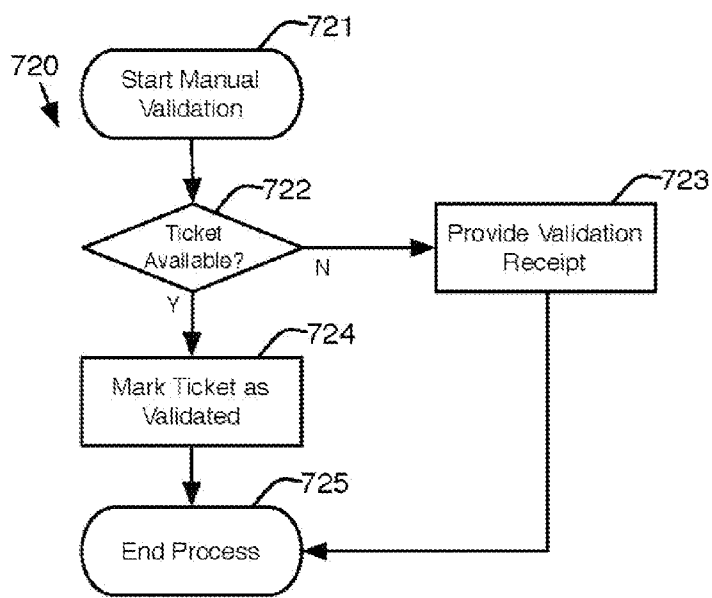 721
720
Start Manual
Validation
722
723
Ticket
Available?
N
Provide Validation
Receipt
Y
724
Mark Ticket as
Validated
725
End Process